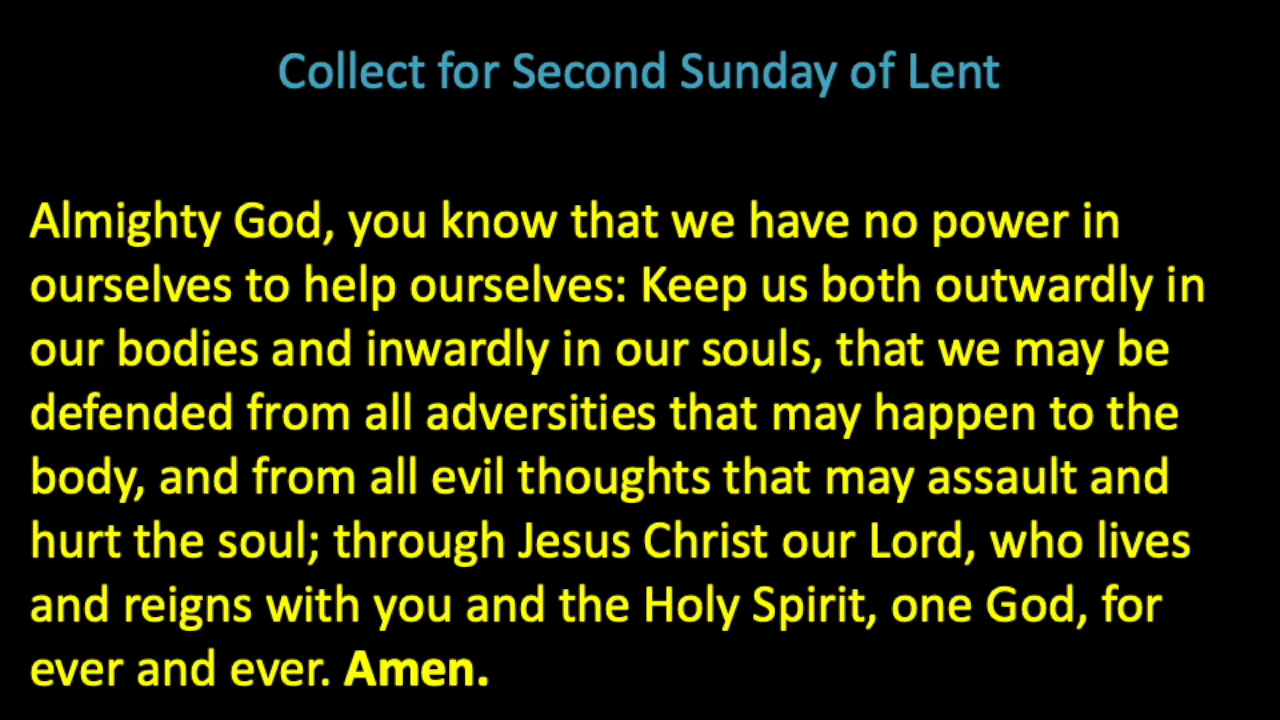 Collect for Second Sunday of Lent
Almighty God, you know that we have no power in
ourselves to help ourselves: Keep us both outwardly in
our bodies and inwardly in our souls, that we may be
defended from all adversities that may happen to the
body, and from all evil thoughts that may assault and
hurt the soul; through Jesus Christ our Lord, who lives
and reigns with you and the Holy Spirit, one God, for
ever and ever. Amen.